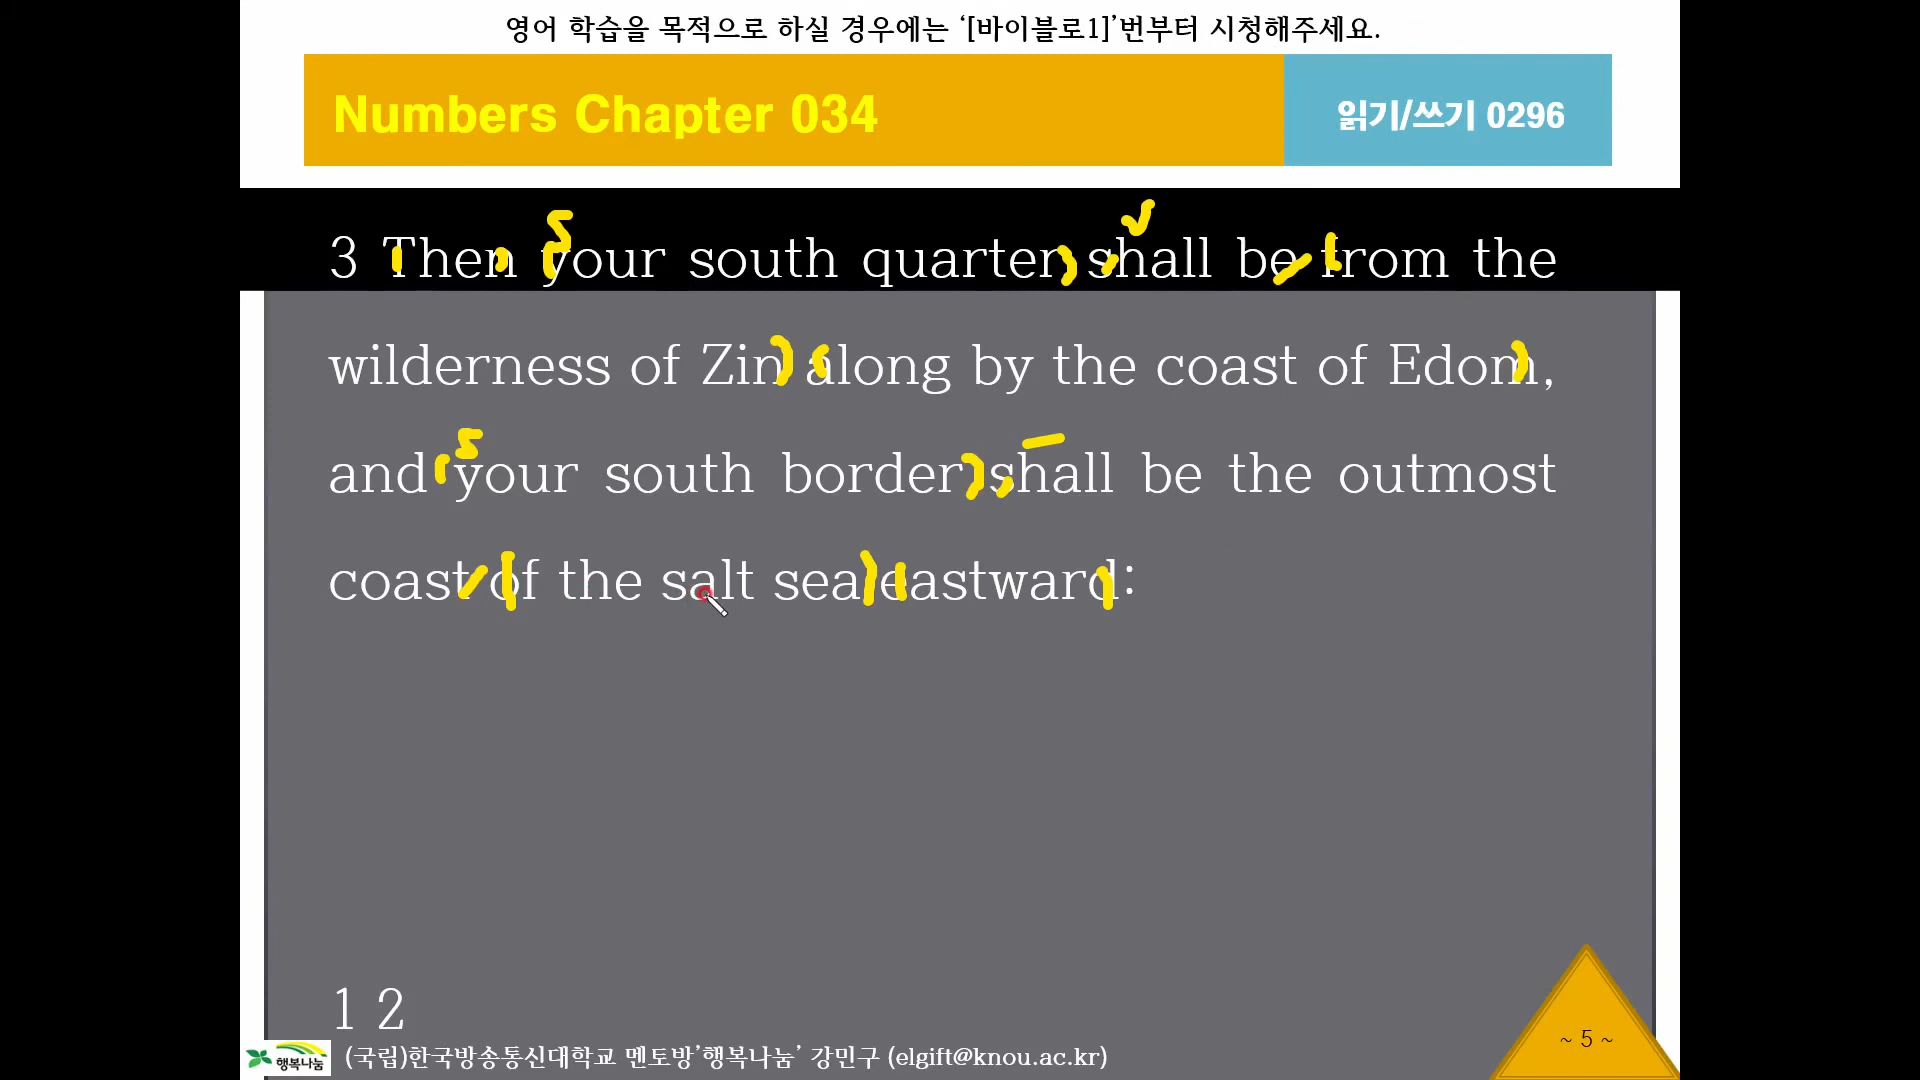 영어 학습을 목적으로 하실 경우에는 ‘[바이블로1]’번부터 시청해주세요.
Numbers Chapter 034
읽기/쓰기 0296
3 Then your south quarter shall be from the
wilderness of Zin along by the coast of Edom,
and your south border shall be the outmost
coast of the salt sea eastward:
1 2
행복나눔
(국립)한국방송통신대학교 멘토방’행복나눔’ 강민구 (elgift@knou.ac.kr)
~ 5 ~